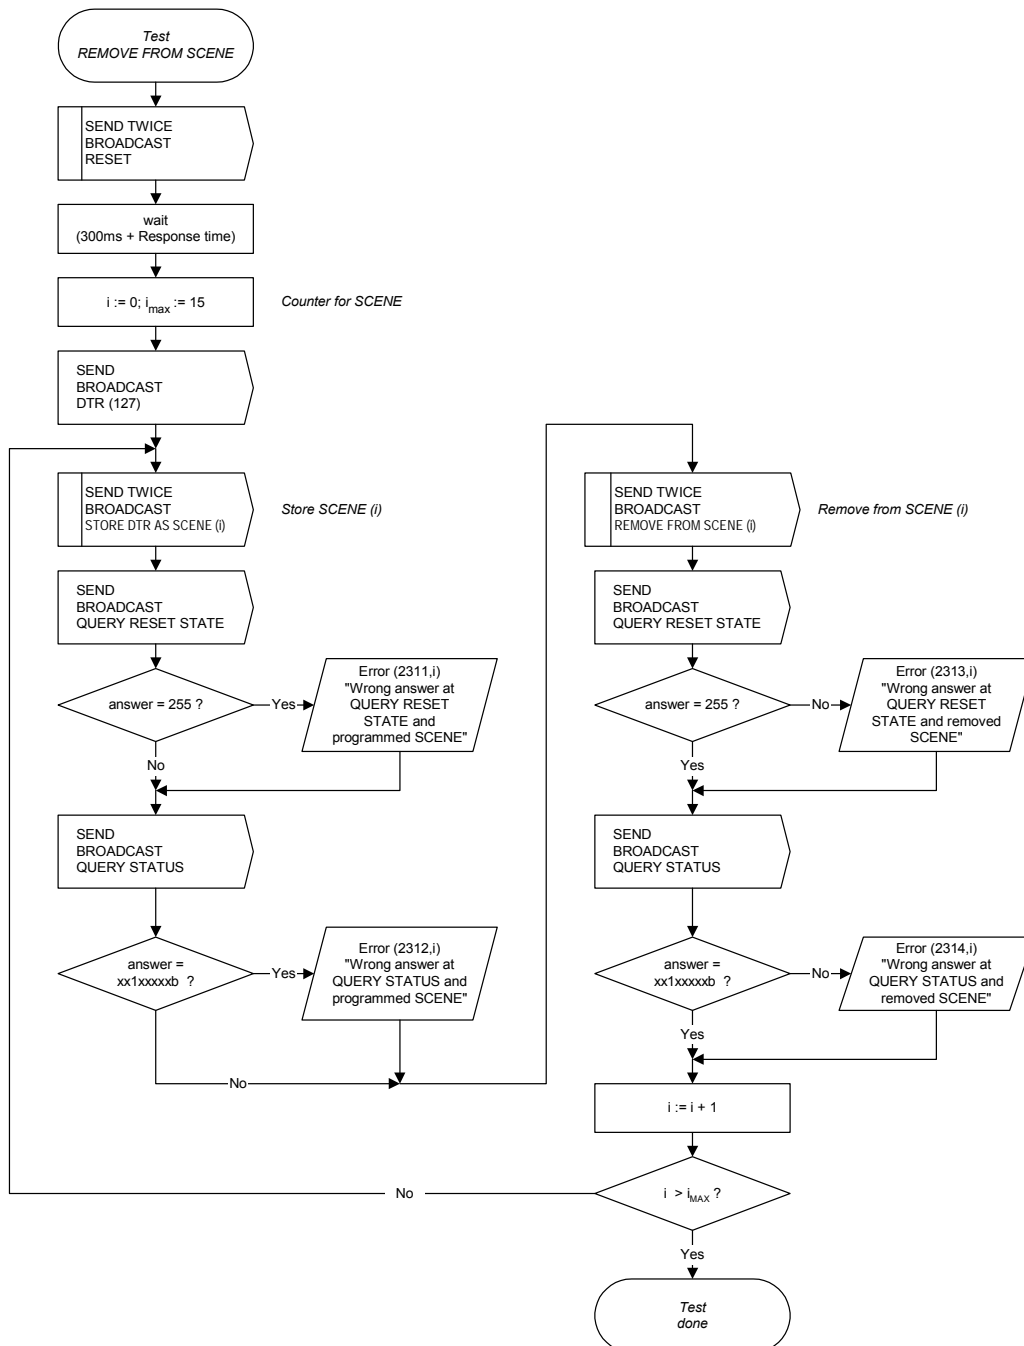 Test
REMOVE FROM SCENE
SEND TWICE
BROADCAST
RESET
wait
(300ms + Response time)
i := 0; imax := 15
Counter for SCENE
SEND
BROADCAST
DTR (127)
SEND TWICE
BROADCAST
STORE DTR AS SCENE (i)
Store SCENE (i)
SEND
BROADCAST
QUERY RESET STATE
answer = 255 ?
Yes
Error (2311,i)
"Wrong answer at
QUERY RESET
STATE and
programmed SCENE"
No
SEND
BROADCAST
QUERY STATUS
answer =
xx1xxxxxb ?
Yes
Error (2312,i)
"Wrong answer at
QUERY STATUS and
programmed SCENE"
No
SEND TWICE
BROADCAST
REMOVE FROM SCENE (i)
Remove from SCENE (i)
SEND
BROADCAST
QUERY RESET STATE
answer = 255 ?
No
Error (2313,i)
"Wrong answer at
QUERY RESET
STATE and removed
SCENE"
Yes
SEND
BROADCAST
QUERY STATUS
answer =
xx1xxxxxb ?
No
Error (2314,i)
"Wrong answer at
QUERY STATUS and
removed SCENE"
Yes
i := i + 1
i > iMAX ?
No
Yes
Test
done